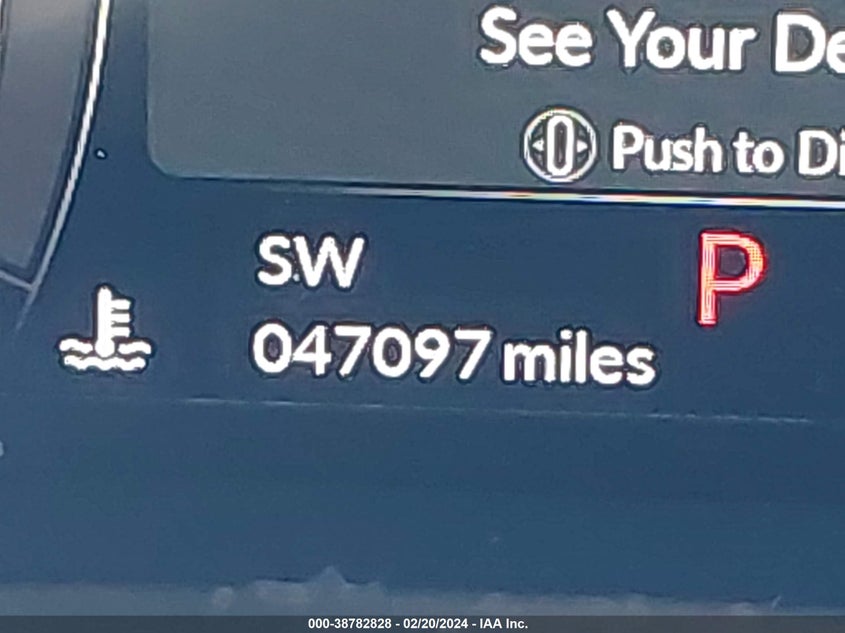 See Your De
Push to Di
SW
P
047097 miles
000-38782828 - 02/20/2024 - IAA Inc.